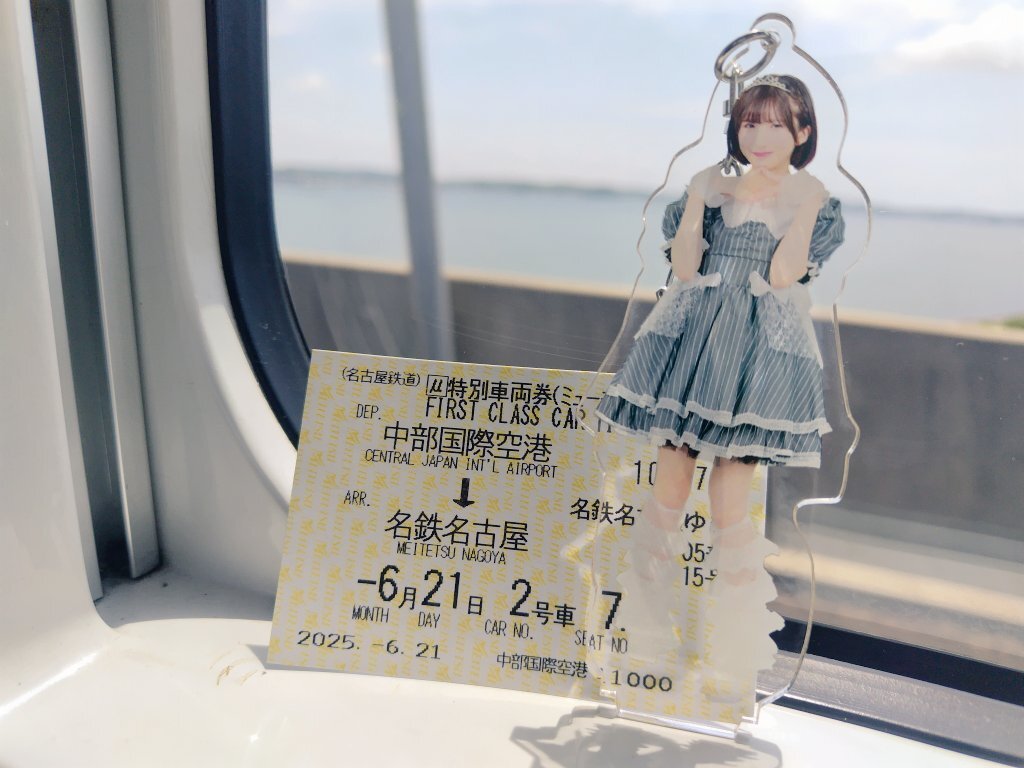 (名古屋鉄道) μ特別車両券(ミュー
DEP. FIRST CLASS CAR
中部国際空港
CENTRAL JAPAN INT'L AIRPORT
↓
ARR. 名鉄名
名鉄名古屋
MEITETSU NAGOYA
-6月21日 2号車 7.
MONTH DAY CAR NO. SEAT NO
2025.-6.21 中部国際空港 1000